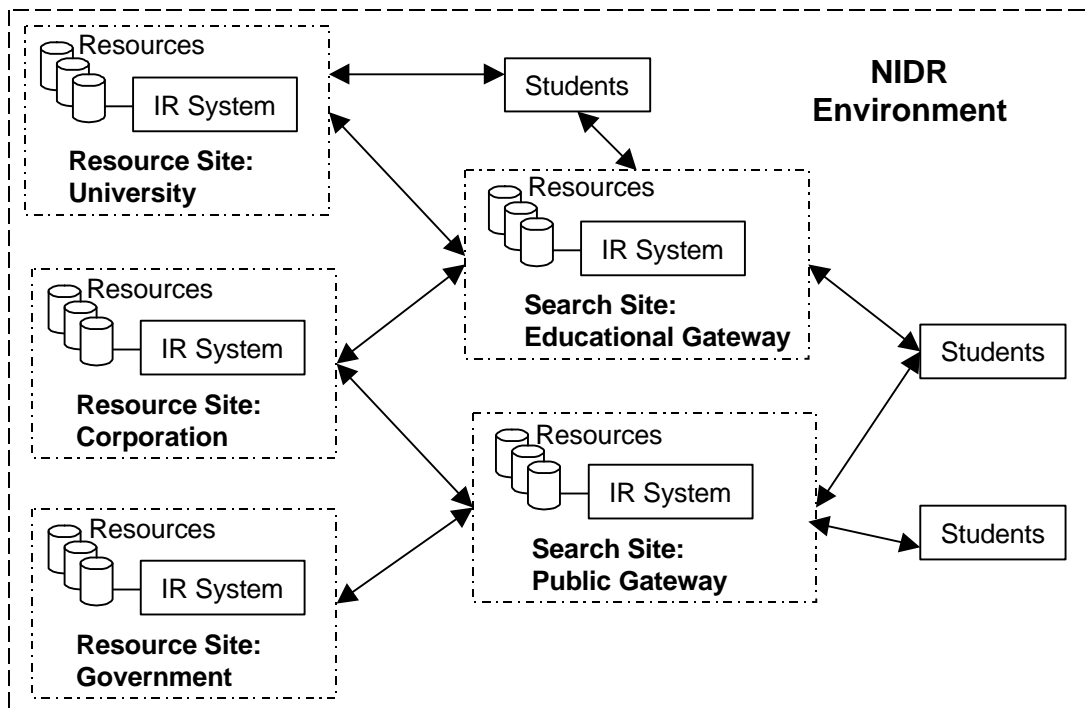 Resources
IR System
Resource Site:
University
Students
NIDR
Environment
Resources
IR System
Search Site:
Educational Gateway
Resources
IR System
Resource Site:
Corporation
Students
Resources
IR System
Search Site:
Public Gateway
Students
Resources
IR System
Resource Site:
Government